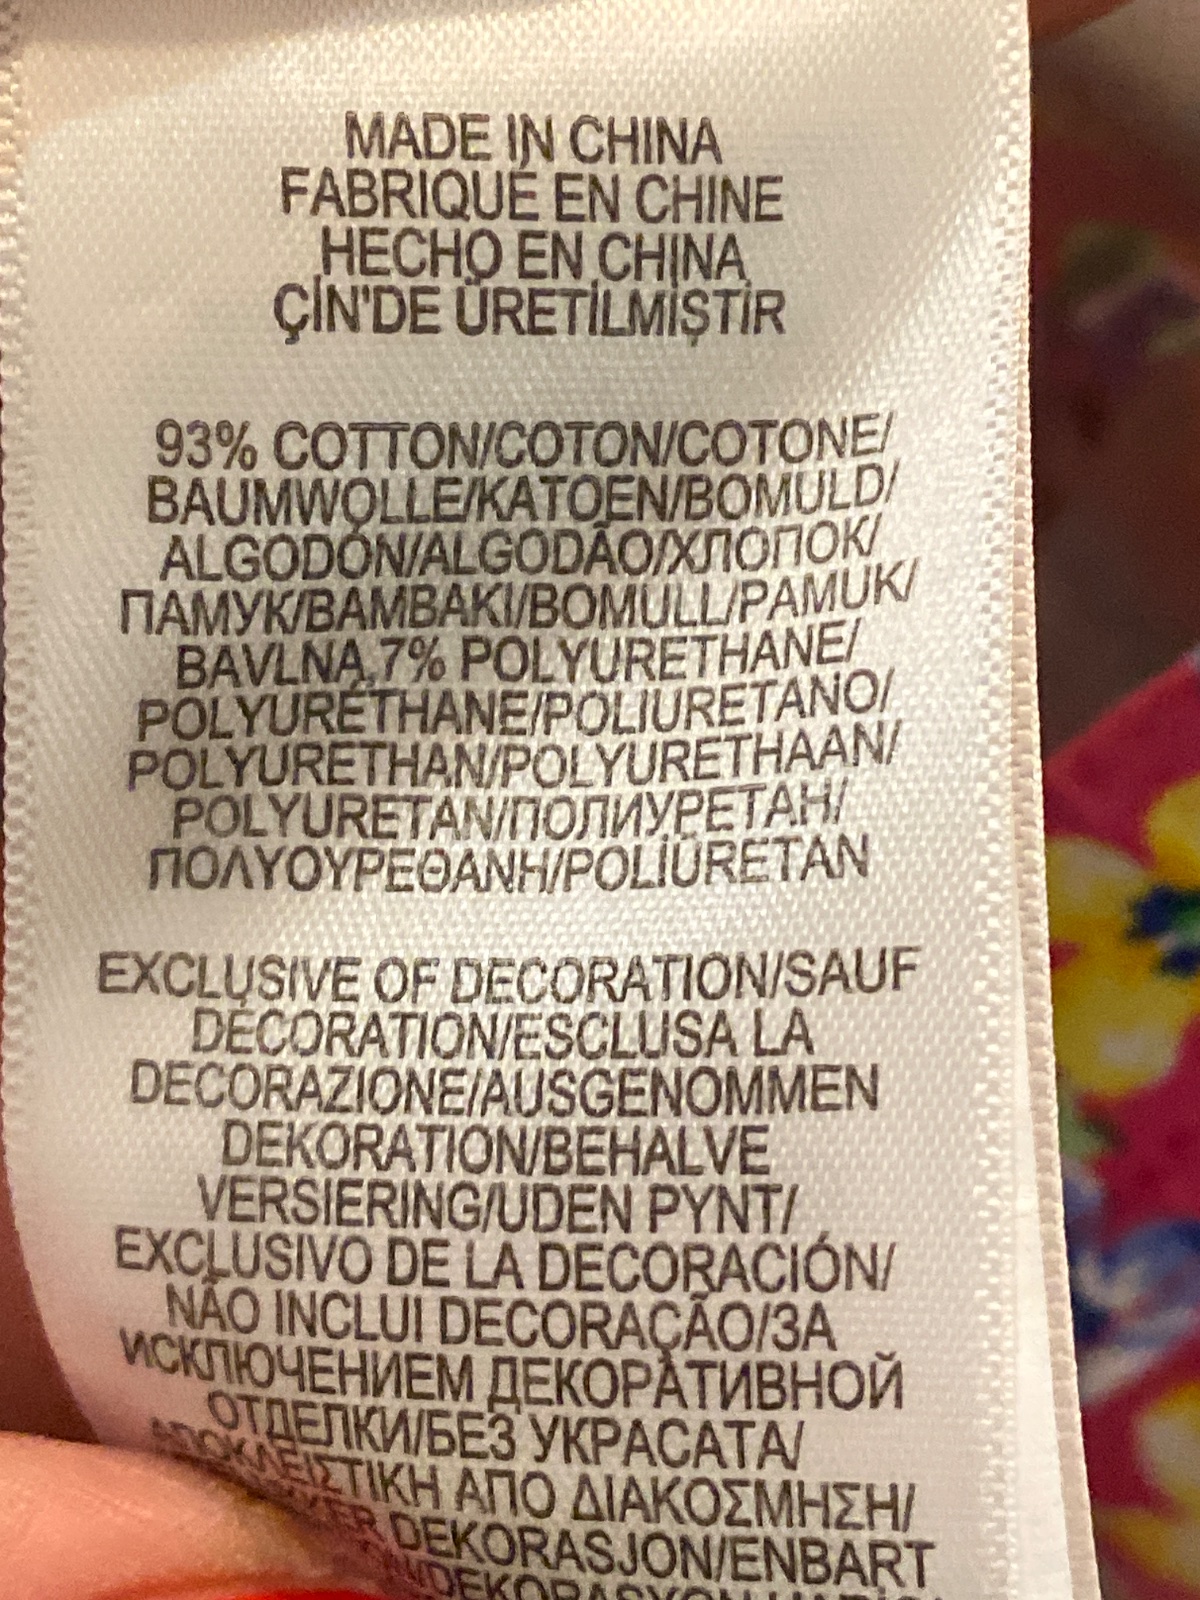 MADE IN CHINA
FABRIQUÉ EN CHINE
HECHO EN CHINA
ÇİN'DE ÜRETİLMİŞTİR
93% COTTON/COTON/COTONE/
BAUMWOLLE/KATOEN/BOMULD/
ALGODÓN/ALGODÃO/ХЛОПОК/
ПАМУК/ΒΑΜΒΑΚΙ/BOMULL/PAMUK/
BAVLNA,7% POLYURETHANE/
POLYURÉTHANE/POLIURETANO/
POLYURETHAN/POLYURETHAAN/
POLYURETAN/ПОЛИУРЕТАН/
ΠΟΛΥΟΥΡΕΘΑΝΗ/POLİÜRETAN
EXCLUSIVE OF DECORATION/SAUF
DÉCORATION/ESCLUSA LA
DECORAZIONE/AUSGENOMMEN
DEKORATION/BEHALVE
VERSIERING/UDEN PYNT/
EXCLUSIVO DE LA DECORACIÓN/
NÃO INCLUI DECORAÇÃO/ЗА
ИСКЛЮЧЕНИЕМ ДЕКОРАТИВНОЙ
ОТДЕЛКИ/БЕЗ УКРАСАТА/
ΑΠΟΚΛΕΙΣΤΙΚΗ ΑΠΟ ΔΙΑΚΟΣΜΗΣΗ/
DEKORASJON/ENBART